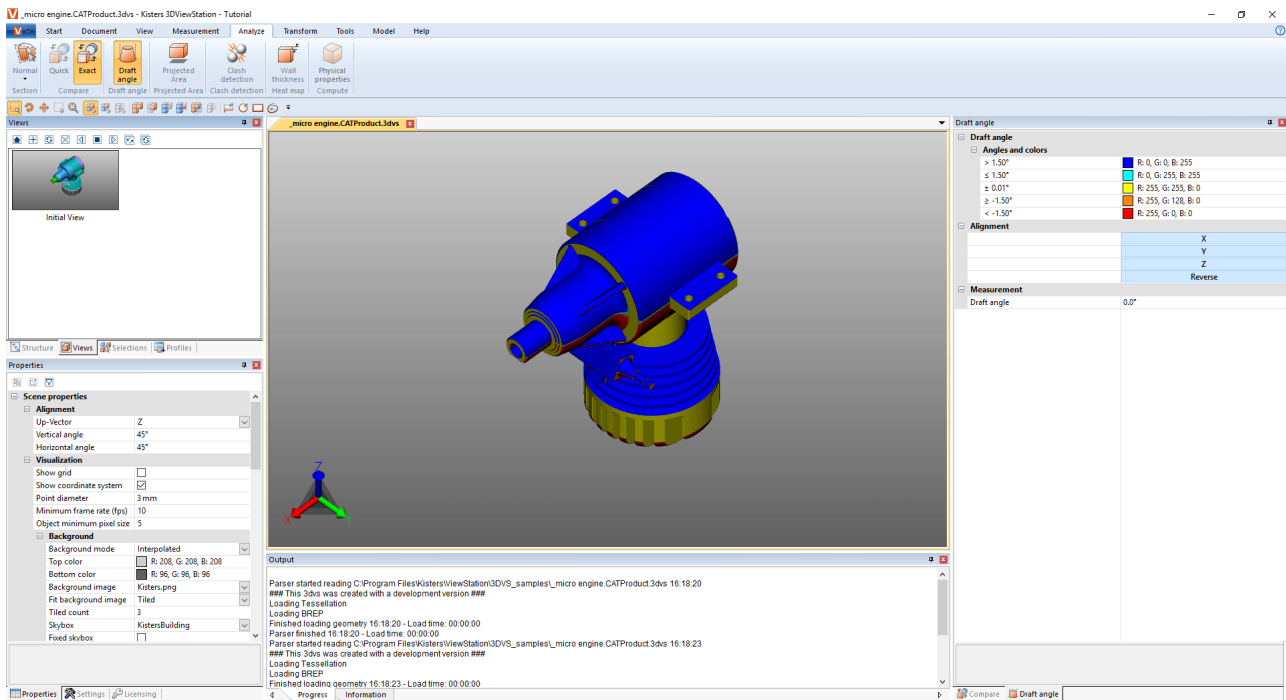 _micro engine.CATProduct.3dvs - Kisters 3DViewStation - Tutorial
V Start Document View Measurement Analyze Transform Tools Model Help
Normal Quick Exact Draft angle Projected Area Clash detection Wall thickness Physical properties
Section Compare Draft angle Projected Area Clash detection Heat map Compute
Views
Initial View
Structure Views Selections Profiles
Properties
Scene properties
Alignment
Up-Vector Z
Vertical angle 45°
Horizontal angle 45°
Visualization
Show grid
Show coordinate system
Point diameter 3 mm
Minimum frame rate (fps) 10
Object minimum pixel size 5
Background
Background mode Interpolated
Top color R: 208, G: 208, B: 208
Bottom color R: 96, G: 96, B: 96
Background image Kisters.png
Fit background image Tiled
Tiled count 3
Skybox KistersBuilding
Fixed skybox
Properties Settings Licensing
_micro engine.CATProduct.3dvs
Z
X
Y
Output
Parser started reading C:\Program Files\Kisters\ViewStation\3DVS_samples\_micro engine.CATProduct.3dvs 16:18:20
### This 3dvs was created with a development version ###
Loading Tessellation
Loading BREP
Finished loading geometry 16:18:20 - Load time: 00:00:00
Parser finished 16:18:20 - Load time: 00:00:00
Parser started reading C:\Program Files\Kisters\ViewStation\3DVS_samples\_micro engine.CATProduct.3dvs 16:18:23
### This 3dvs was created with a development version ###
Loading Tessellation
Loading BREP
Finished loading geometry 16:18:23 - Load time: 00:00:00
Progress Information
Draft angle
Draft angle
Angles and colors
> 1.50° R: 0, G: 0, B: 255
≤ 1.50° R: 0, G: 255, B: 255
± 0.01° R: 255, G: 255, B: 0
≥ -1.50° R: 255, G: 128, B: 0
< -1.50° R: 255, G: 0, B: 0
Alignment
X
Y
Z
Reverse
Measurement
Draft angle 0.0°
Compare Draft angle